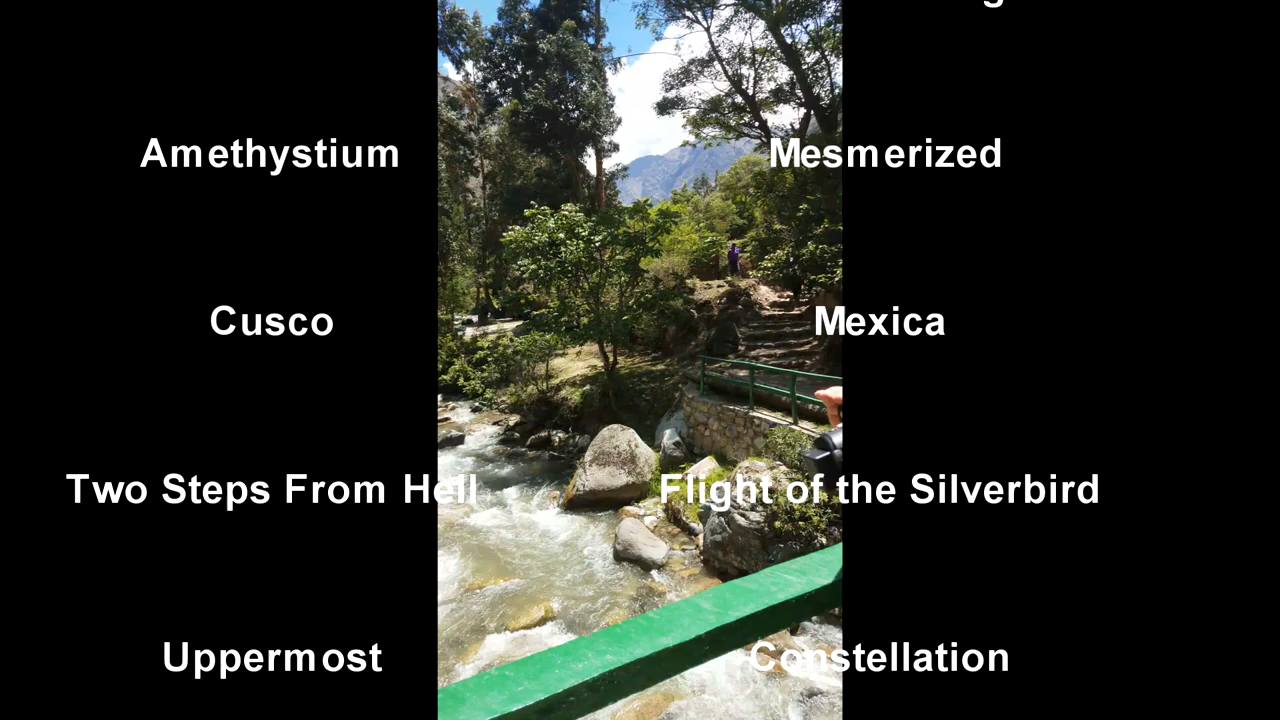 Amethystium Mesmerized
Cusco Mexica
Two Steps From Hell Flight of the Silverbird
Uppermost Constellation